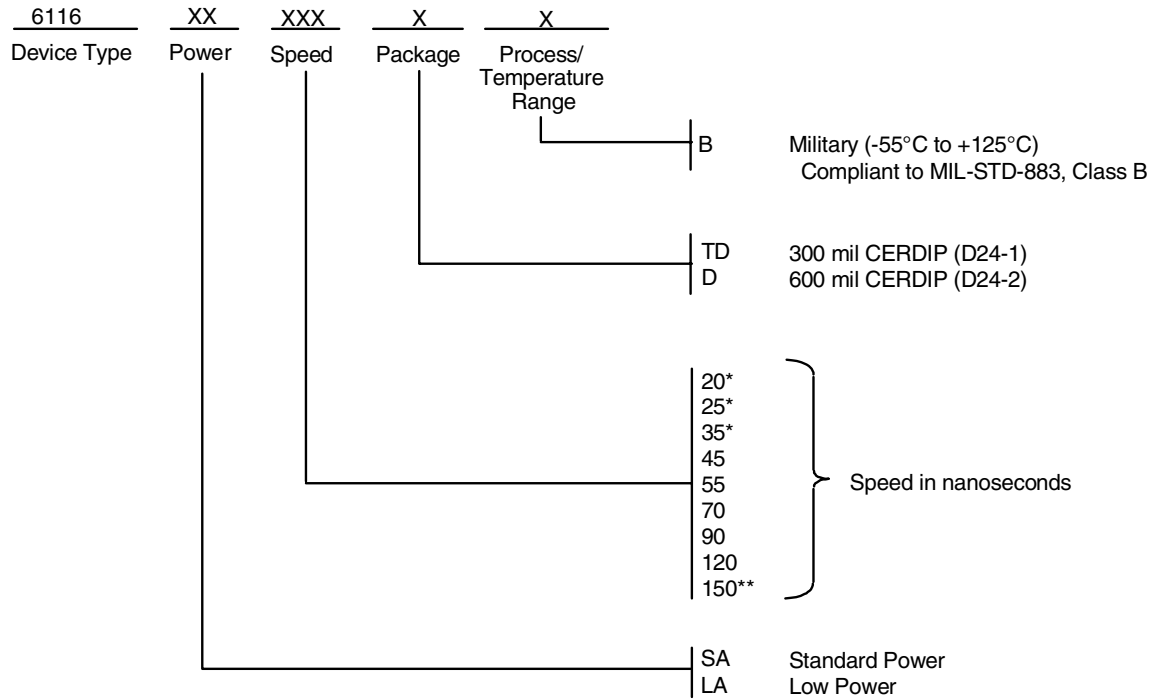 6116 XX XXX X X
Device Type Power Speed Package Process/
Temperature
Range
B Military (-55°C to +125°C)
Compliant to MIL-STD-883, Class B
TD 300 mil CERDIP (D24-1)
D 600 mil CERDIP (D24-2)
20*
25*
35*
45
55 Speed in nanoseconds
70
90
120
150**
SA Standard Power
LA Low Power